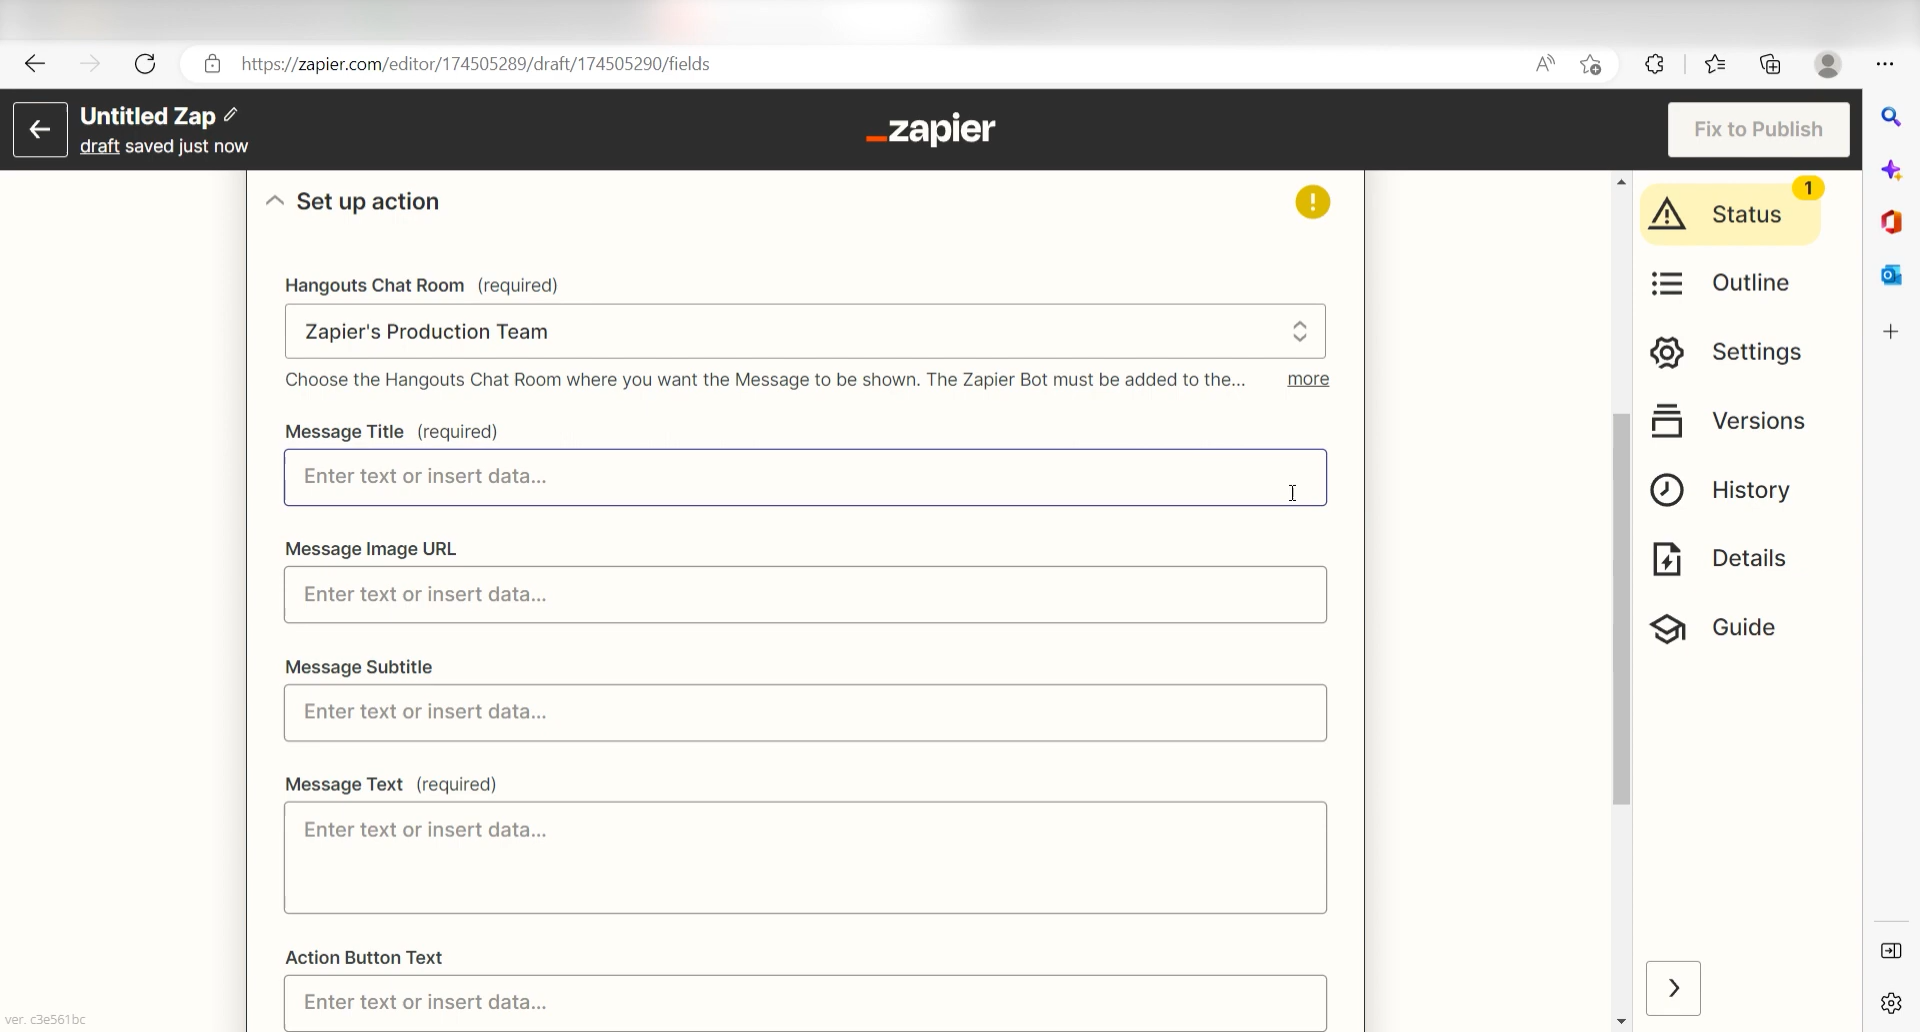 https://zapier.com/editor/174505289/draft/174505290/fields
Untitled Zap
draft saved just now
zapier
Fix to Publish
Set up action
!
1
Status
Hangouts Chat Room (required)
Outline
Zapier's Production Team
Settings
Choose the Hangouts Chat Room where you want the Message to be shown. The Zapier Bot must be added to the... more
Message Title (required)
Versions
Enter text or insert data...
History
Message Image URL
Details
Enter text or insert data...
Guide
Message Subtitle
Enter text or insert data...
Message Text (required)
Enter text or insert data...
Action Button Text
Enter text or insert data...
ver. c3e561bc